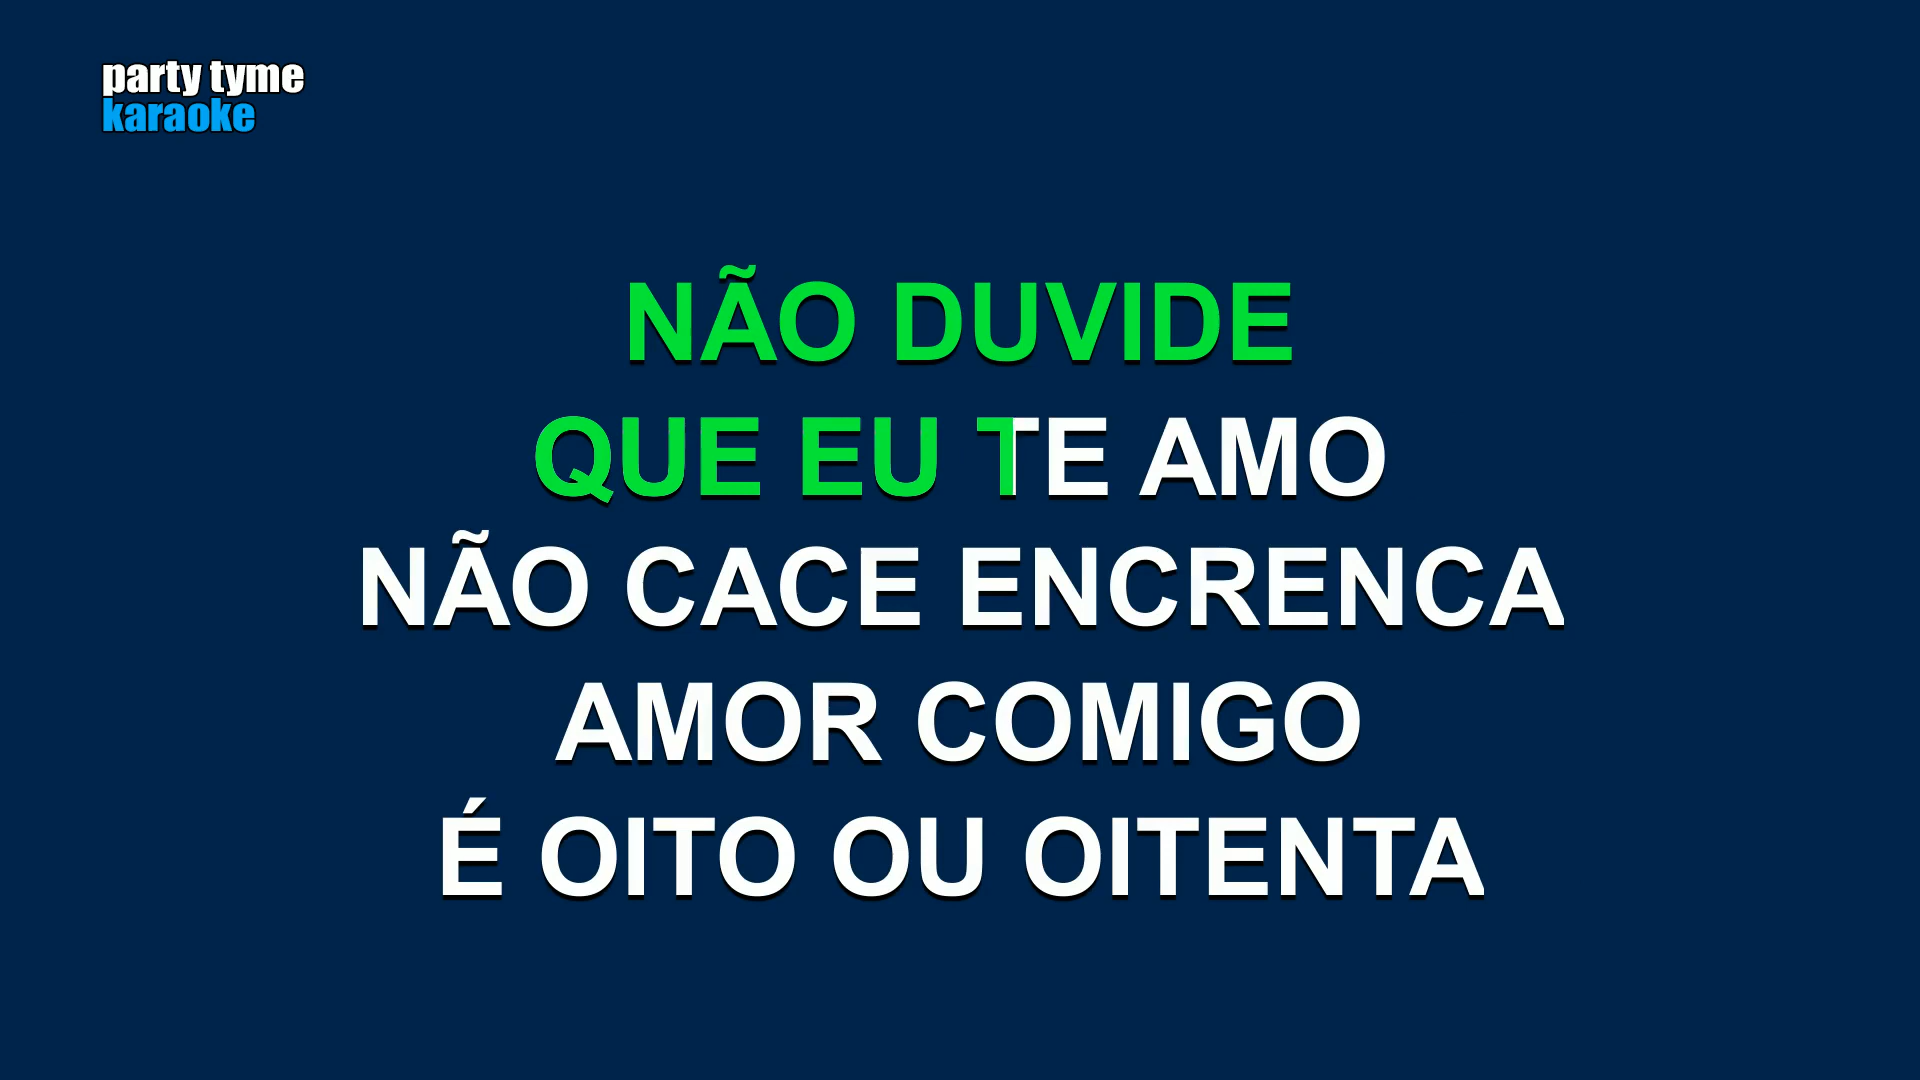 party tyme
karaoke
NÃO DUVIDE
QUE EU TE AMO
NÃO CACE ENCRENCA
AMOR COMIGO
É OITO OU OITENTA